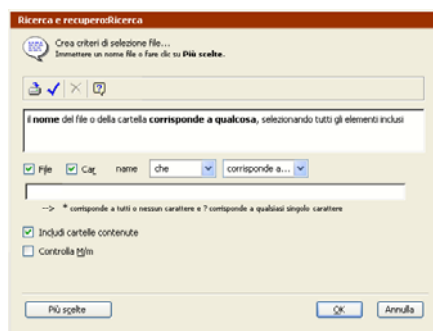 Ricerca e recupero:Ricerca
Crea criteri di selezione file...
Immettere un nome file o fare clic su Più scelte.
il nome del file o della cartella corrisponde a qualcosa, selezionando tutti gli elementi inclusi
File Car name che corrisponde a...
--> * corrisponde a tutti o nessun carattere e ? corrisponde a qualsiasi singolo carattere
Includi cartelle contenute
Controlla M/m
Più scelte OK Annulla